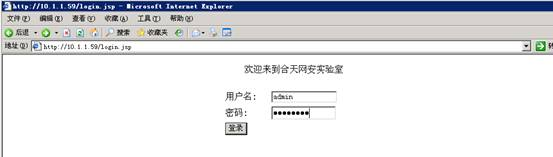 http://10.1.1.59/login.jsp - Microsoft Internet Explorer
文件(F) 编辑(E) 查看(V) 收藏(A) 工具(T) 帮助(H)
后退 搜索 收藏夹
地址(D) http://10.1.1.59/login.jsp 转
欢迎来到合天网安实验室
用户名: admin
密码: ●●●●●●●●
登录